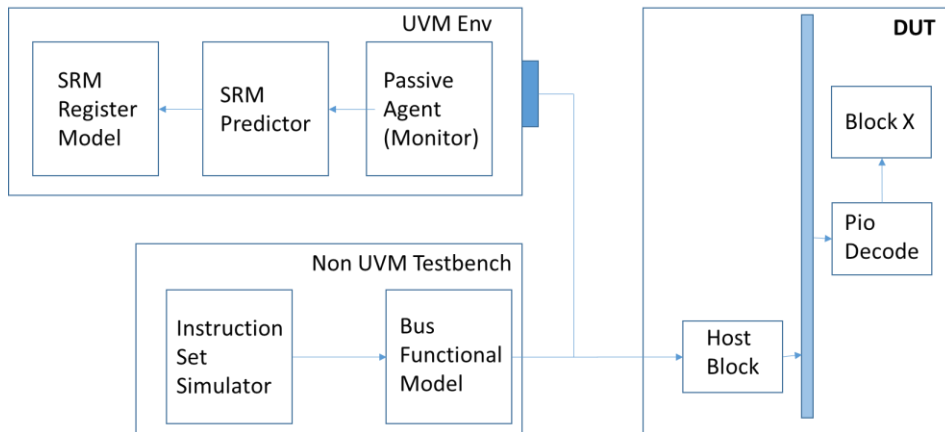 UVM Env
SRM
Register
Model
SRM
Predictor
Passive
Agent
(Monitor)
DUT
Block X
Pio
Decode
Non UVM Testbench
Instruction
Set
Simulator
Bus
Functional
Model
Host
Block